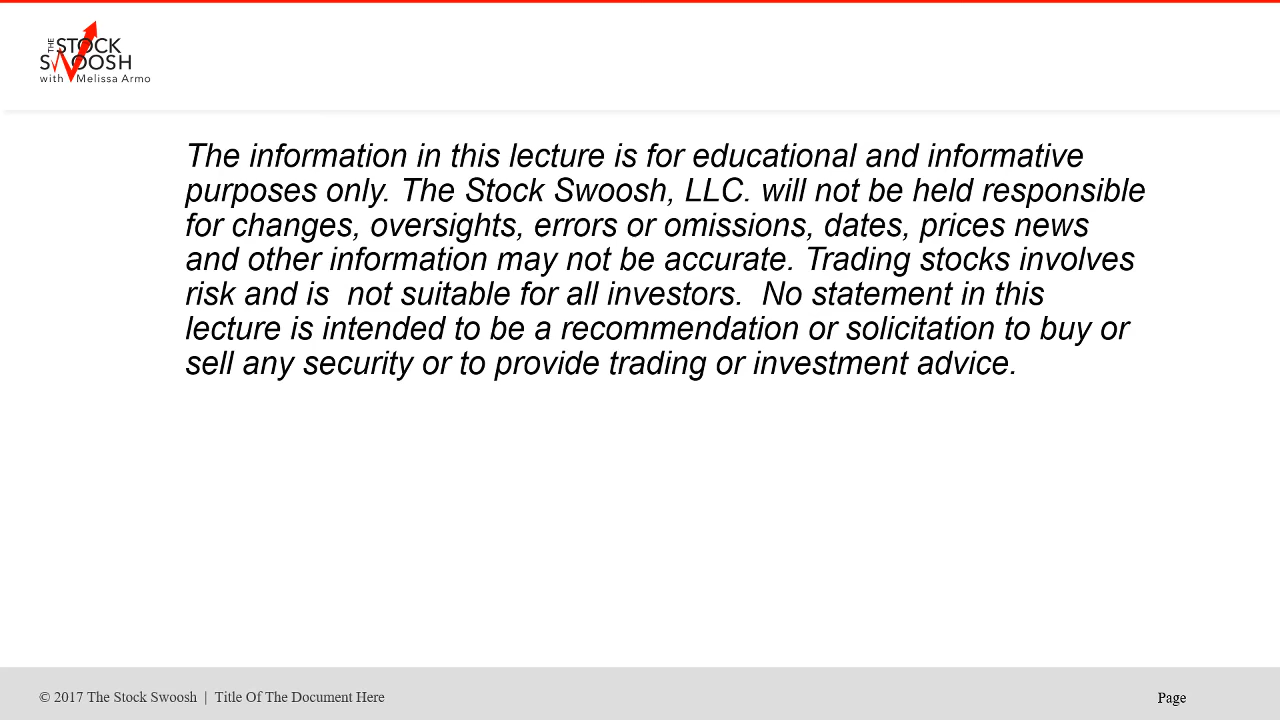 THE STOCK
SWOOSH
with Melissa Armo
The information in this lecture is for educational and informative
purposes only. The Stock Swoosh, LLC. will not be held responsible
for changes, oversights, errors or omissions, dates, prices news
and other information may not be accurate. Trading stocks involves
risk and is  not suitable for all investors.  No statement in this
lecture is intended to be a recommendation or solicitation to buy or
sell any security or to provide trading or investment advice.
© 2017 The Stock Swoosh | Title Of The Document Here
Page